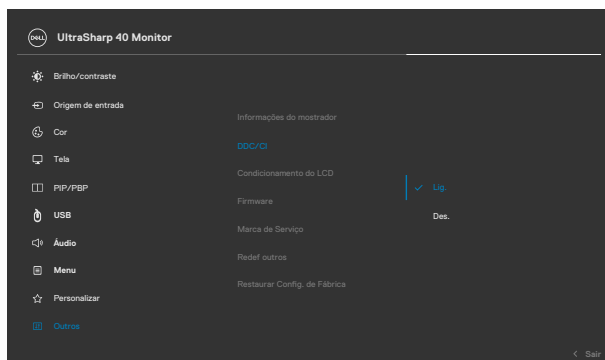 DELL UltraSharp 40 Monitor
Brilho/contraste
Origem de entrada
Cor
Tela
PIP/PBP
USB
Áudio
Menu
Personalizar
Outros
Informações do mostrador
DDC/CI
Condicionamento do LCD
Firmware
Marca de Serviço
Redef outros
Restaurar Config. de Fábrica
Lig.
Des.
Sair